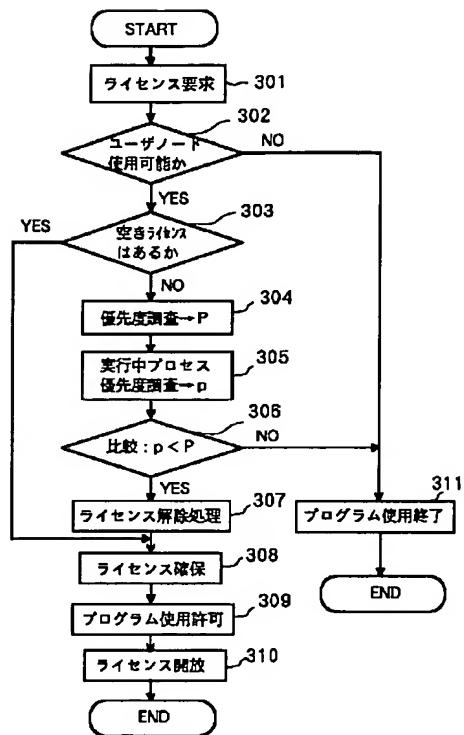 START
ライセンス要求
301
302
ユーザノード
使用可能か
NO
YES
303
YES
空きライセンス
はあるか
NO
304
優先度調査→P
305
実行中プロセス
優先度調査→p
306
比較:p<P
NO
YES
307
ライセンス解除処理
311
プログラム使用終了
308
ライセンス確保
END
309
プログラム使用許可
310
ライセンス開放
END